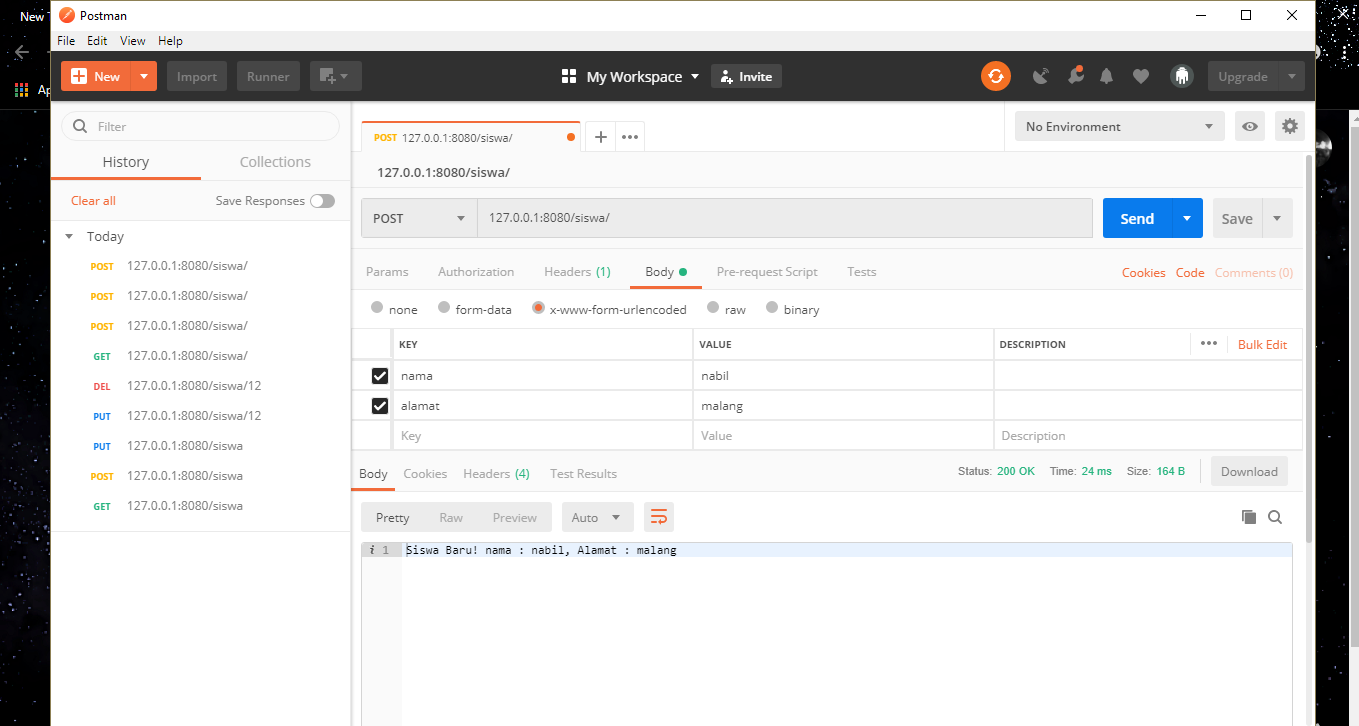 New
Postman
File Edit View Help
Ap
New Import Runner My Workspace Invite Upgrade
Filter
History Collections
Clear all Save Responses
Today
POST 127.0.0.1:8080/siswa/
POST 127.0.0.1:8080/siswa/
POST 127.0.0.1:8080/siswa/
GET 127.0.0.1:8080/siswa/
DEL 127.0.0.1:8080/siswa/12
PUT 127.0.0.1:8080/siswa/12
PUT 127.0.0.1:8080/siswa
POST 127.0.0.1:8080/siswa
GET 127.0.0.1:8080/siswa
POST 127.0.0.1:8080/siswa/
No Environment
127.0.0.1:8080/siswa/
POST 127.0.0.1:8080/siswa/ Send Save
Params Authorization Headers (1) Body Pre-request Script Tests Cookies Code Comments (0)
none form-data x-www-form-urlencoded raw binary
KEY VALUE DESCRIPTION Bulk Edit
nama nabil
alamat malang
Key Value Description
Body Cookies Headers (4) Test Results Status: 200 OK Time: 24 ms Size: 164 B Download
Pretty Raw Preview Auto
i 1 Siswa Baru! nama : nabil, Alamat : malang